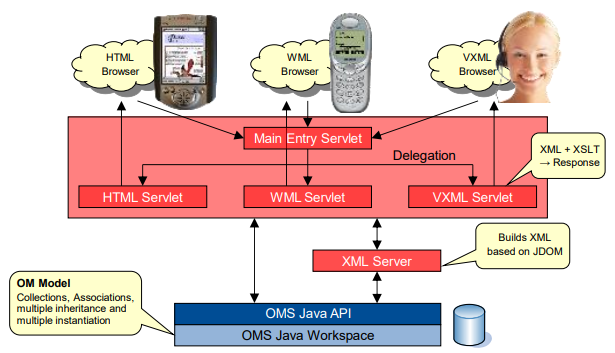 HTML
Browser
WML
Browser
VXML
Browser
Main Entry Servlet
Delegation
XML + XSLT
→ Response
HTML Servlet
WML Servlet
VXML Servlet
XML Server
Builds XML
based on JDOM
OM Model
Collections, Associations,
multiple inheritance and
multiple instantiation
OMS Java API
OMS Java Workspace